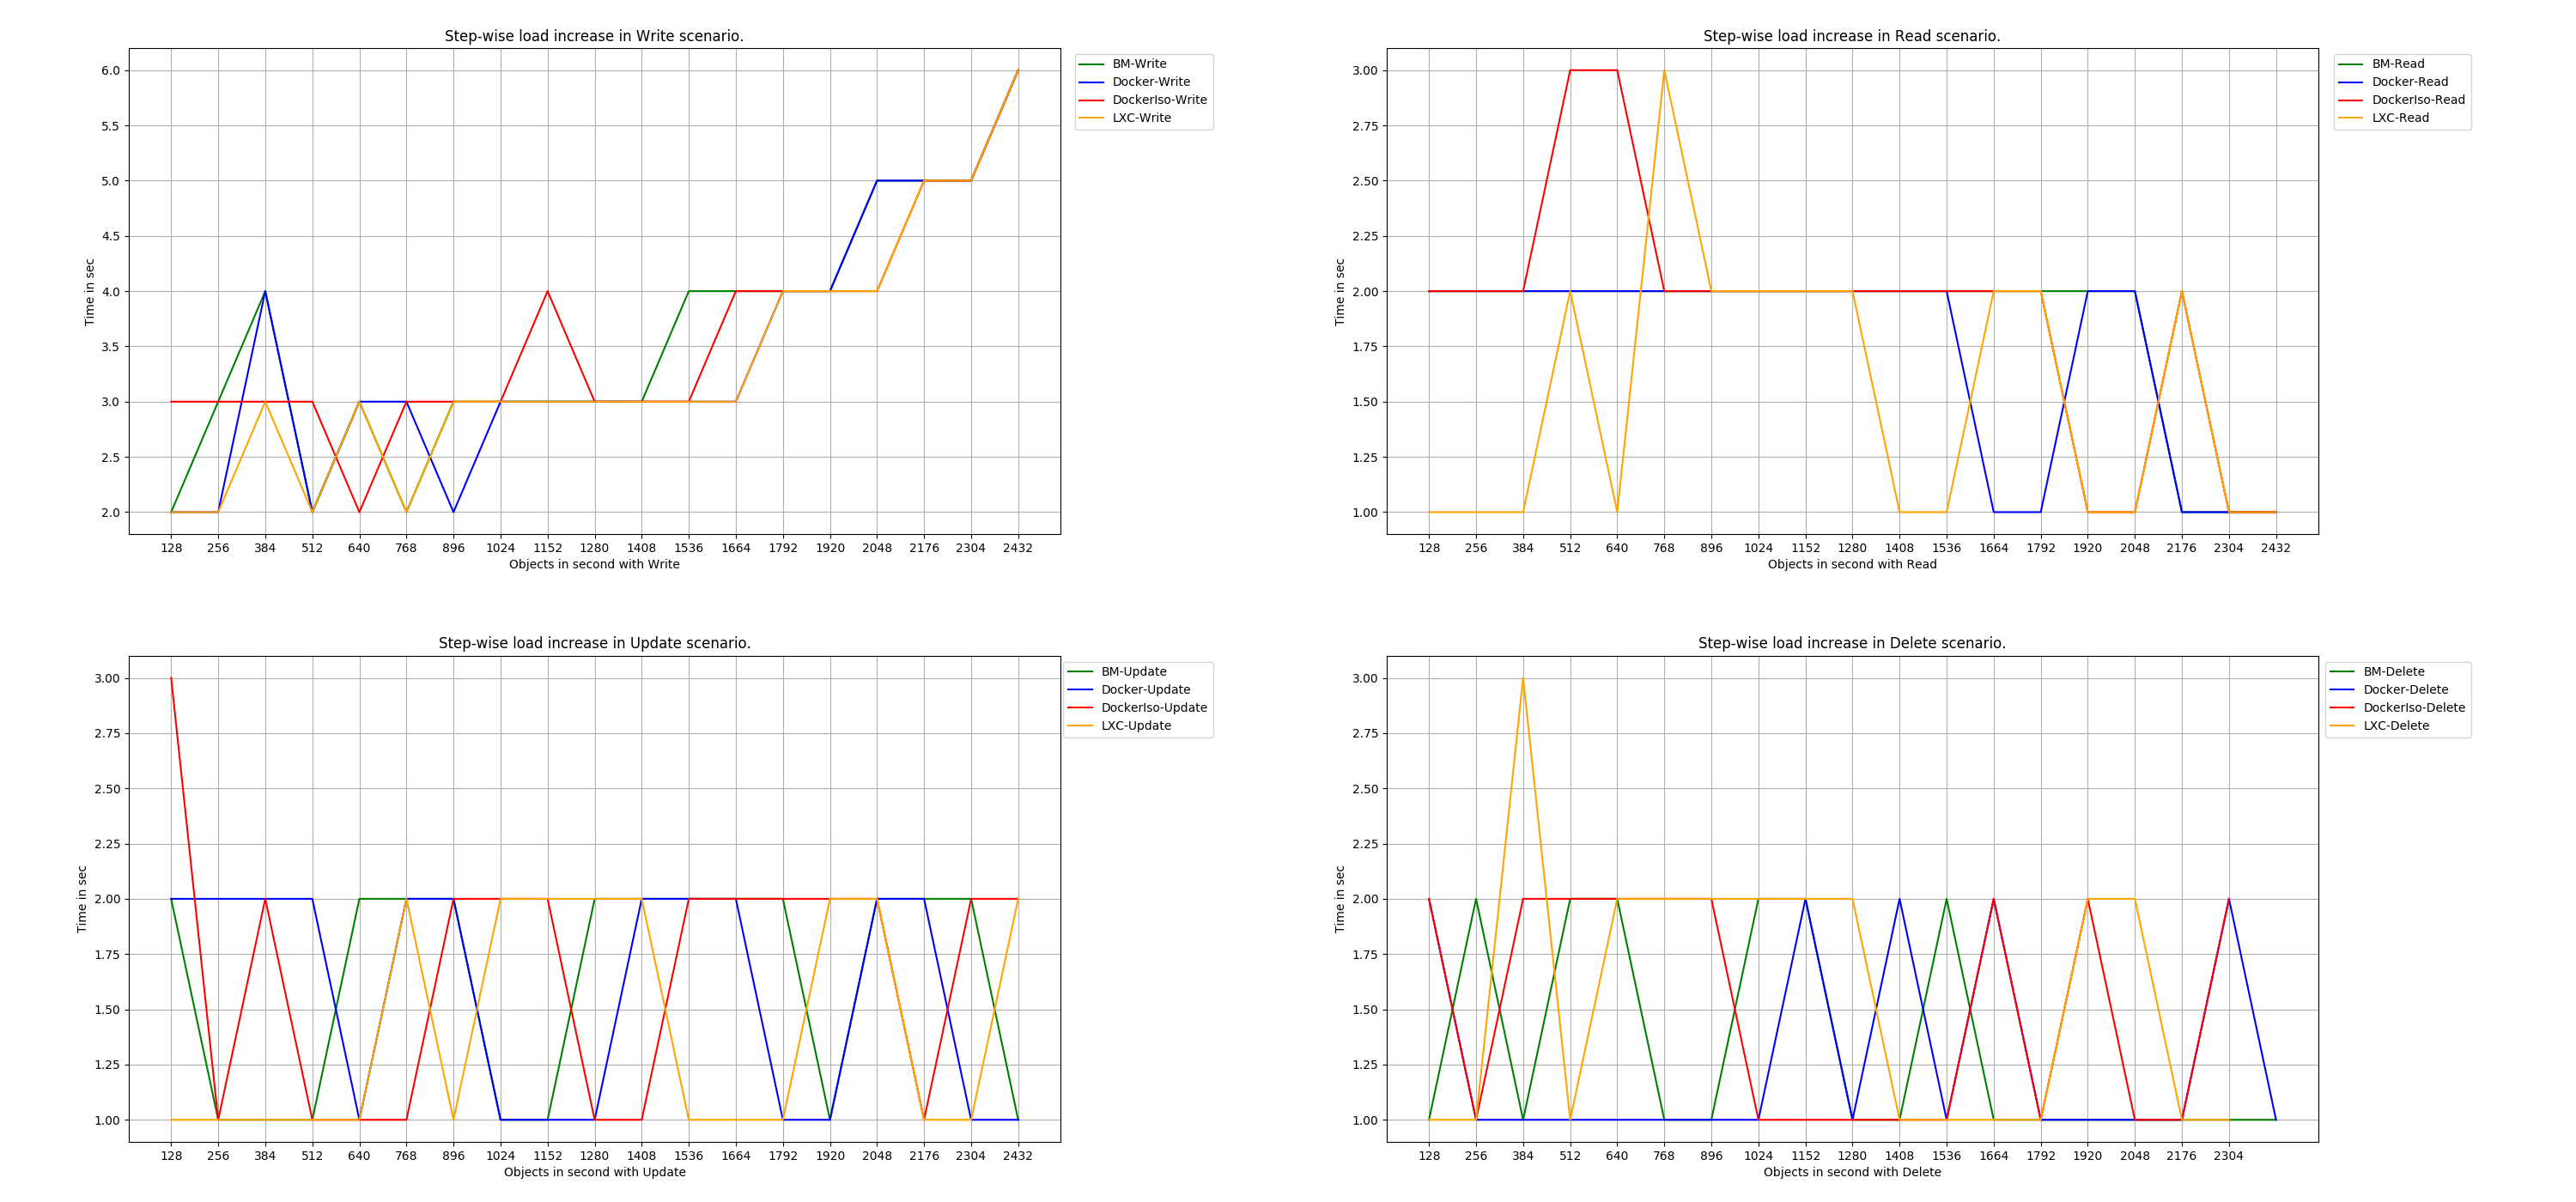 Step-wise load increase in Write scenario.
6.0
5.5
5.0
4.5
4.0
3.5
3.0
2.5
2.0
Time in sec
128 256 384 512 640 768 896 1024 1152 1280 1408 1536 1664 1792 1920 2048 2176 2304 2432
Objects in second with Write
BM-Write
Docker-Write
DockerIso-Write
LXC-Write
Step-wise load increase in Read scenario.
3.00
2.75
2.50
2.25
2.00
1.75
1.50
1.25
1.00
Time in sec
128 256 384 512 640 768 896 1024 1152 1280 1408 1536 1664 1792 1920 2048 2176 2304 2432
Objects in second with Read
BM-Read
Docker-Read
DockerIso-Read
LXC-Read
Step-wise load increase in Update scenario.
3.00
2.75
2.50
2.25
2.00
1.75
1.50
1.25
1.00
Time in sec
128 256 384 512 640 768 896 1024 1152 1280 1408 1536 1664 1792 1920 2048 2176 2304 2432
Objects in second with Update
BM-Update
Docker-Update
DockerIso-Update
LXC-Update
Step-wise load increase in Delete scenario.
3.00
2.75
2.50
2.25
2.00
1.75
1.50
1.25
1.00
Time in sec
128 256 384 512 640 768 896 1024 1152 1280 1408 1536 1664 1792 1920 2048 2176 2304
Objects in second with Delete
BM-Delete
Docker-Delete
DockerIso-Delete
LXC-Delete